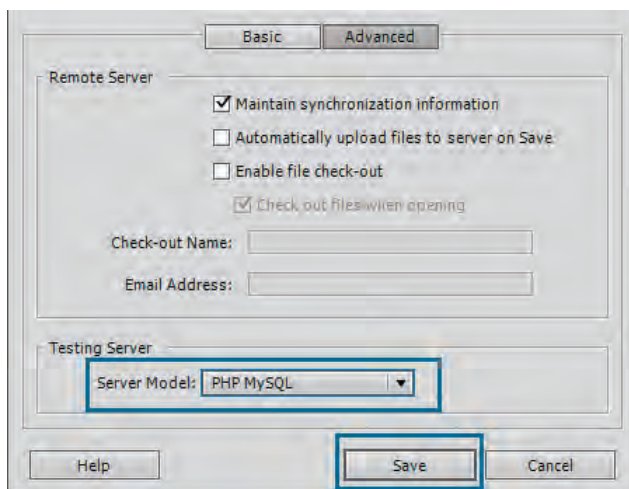 Basic Advanced
Remote Server
Maintain synchronization information
Automatically upload files to server on Save
Enable file check-out
Check out files when opening
Check-out Name:
Email Address:
Testing Server
Server Model: PHP MySQL
Help Save Cancel